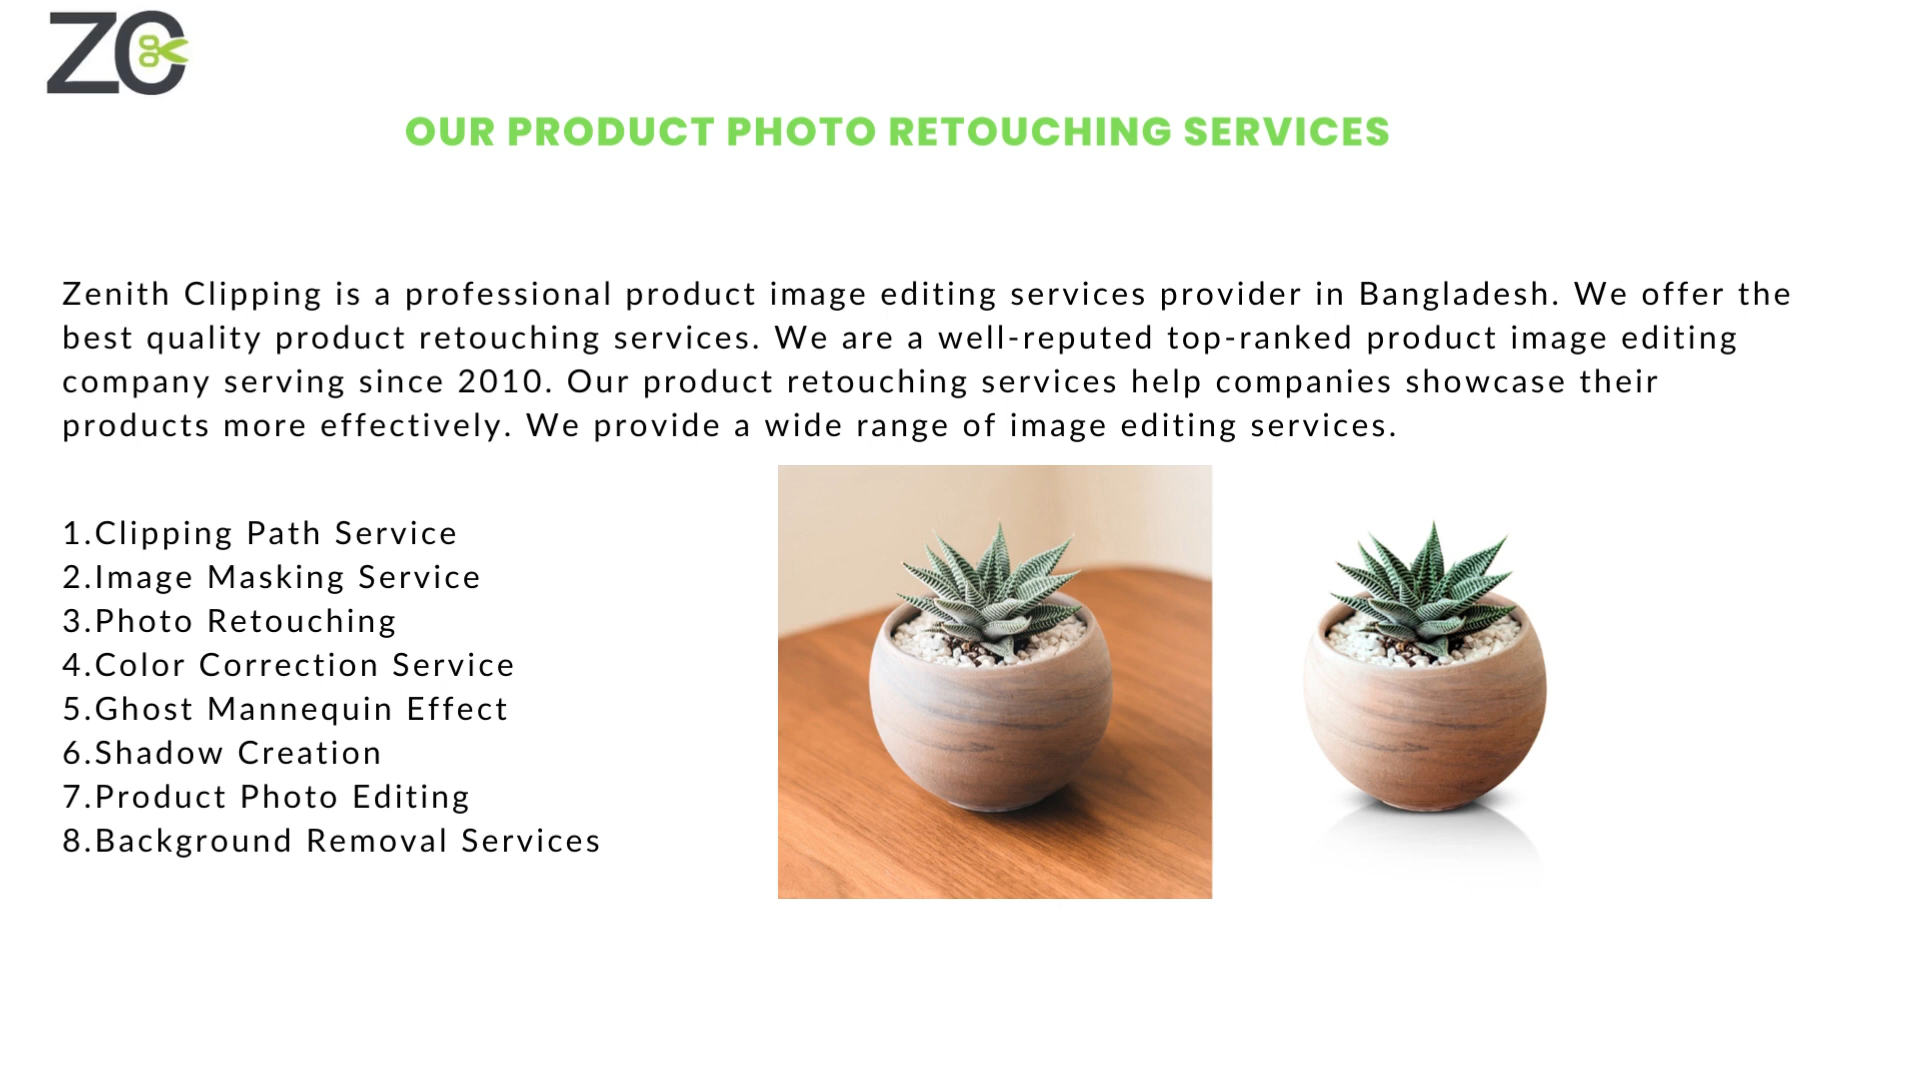 ZC
OUR PRODUCT PHOTO RETOUCHING SERVICES
Zenith Clipping is a professional product image editing services provider in Bangladesh. We offer the
best quality product retouching services. We are a well-reputed top-ranked product image editing
company serving since 2010. Our product retouching services help companies showcase their
products more effectively. We provide a wide range of image editing services.
1.Clipping Path Service
2.Image Masking Service
3.Photo Retouching
4.Color Correction Service
5.Ghost Mannequin Effect
6.Shadow Creation
7.Product Photo Editing
8.Background Removal Services